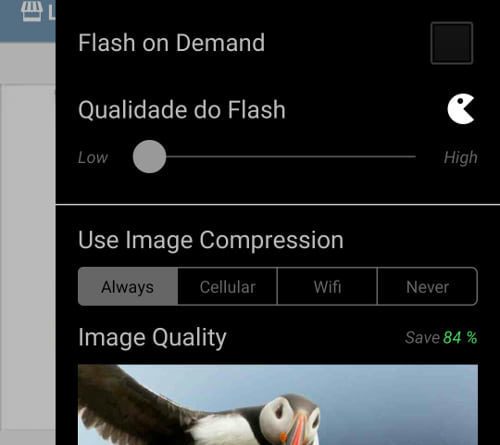 L
Flash on Demand
Qualidade do Flash
Low High
Use Image Compression
Always Cellular Wifi Never
Image Quality Save 84 %